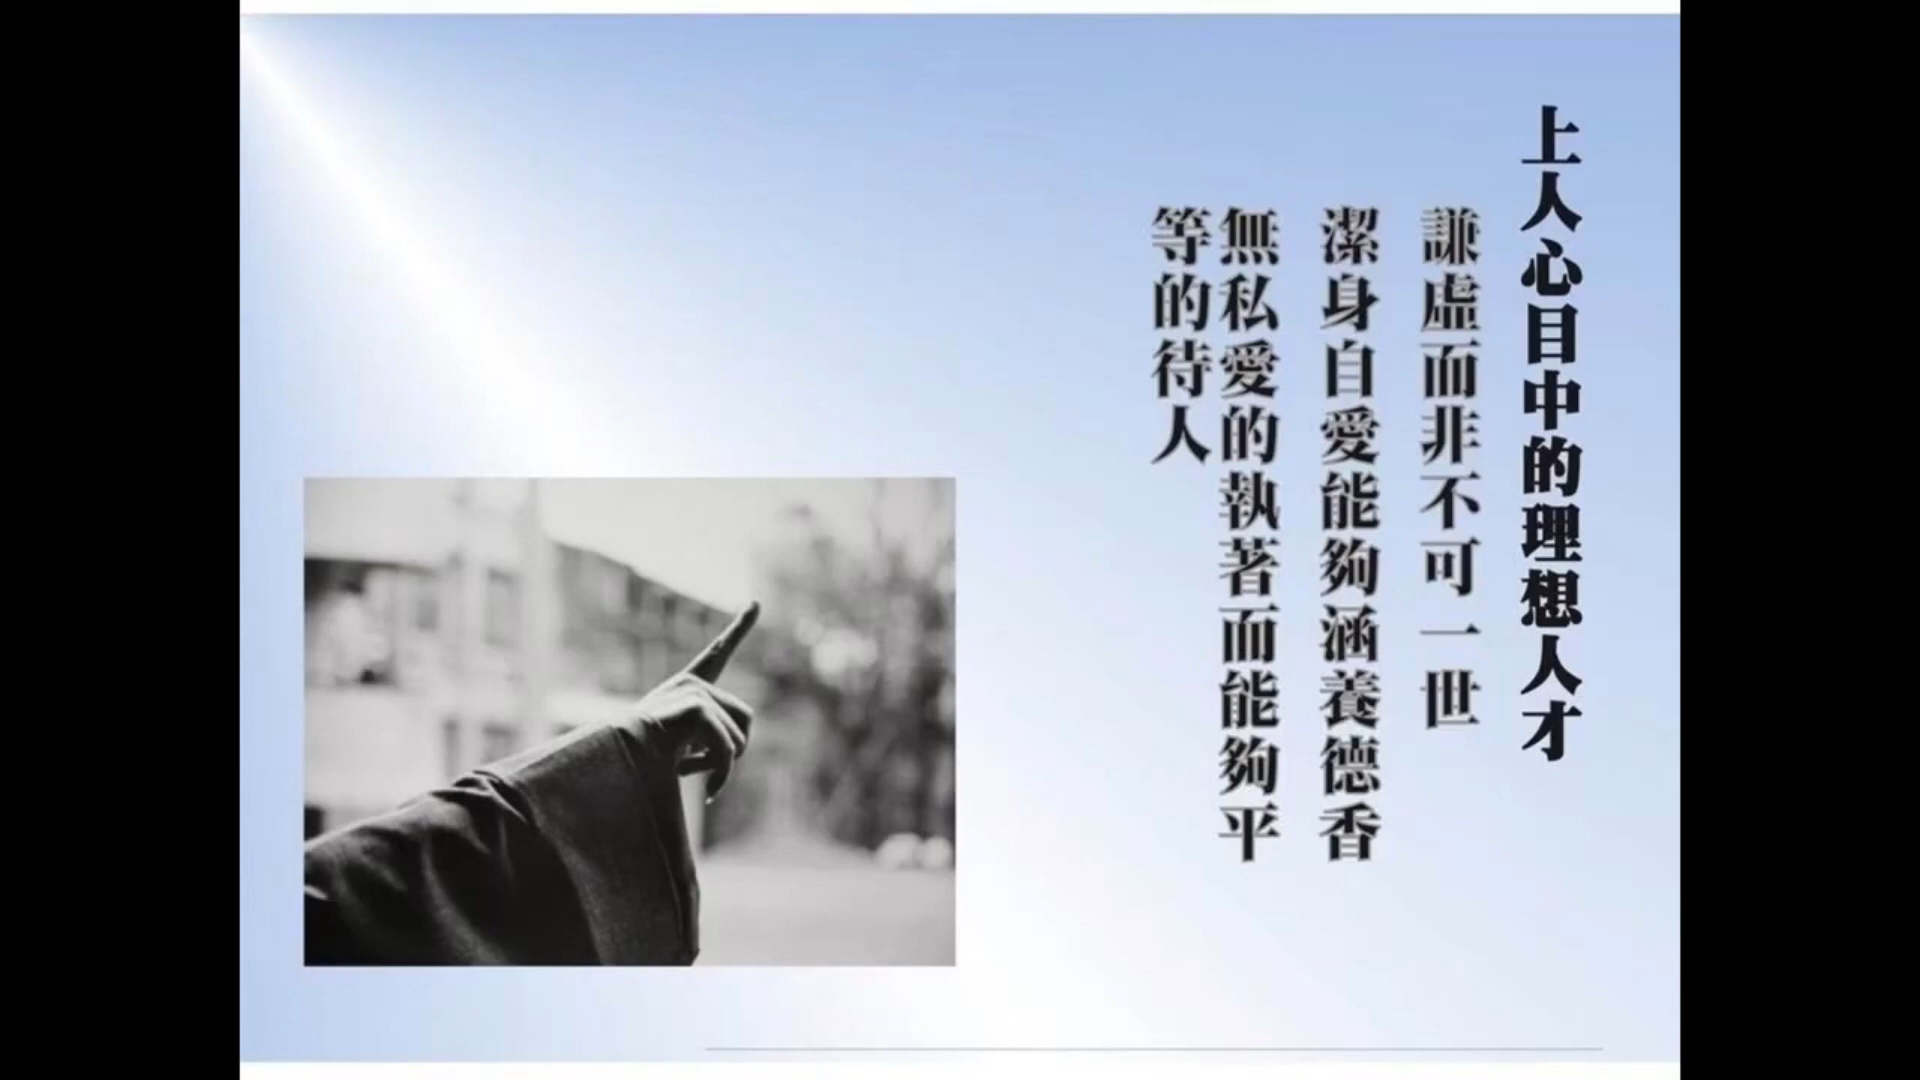 上人心目中的理想人才
謙虛而非不可一世
潔身自愛能夠涵養德香
無私愛的執著而能夠平
等的待人